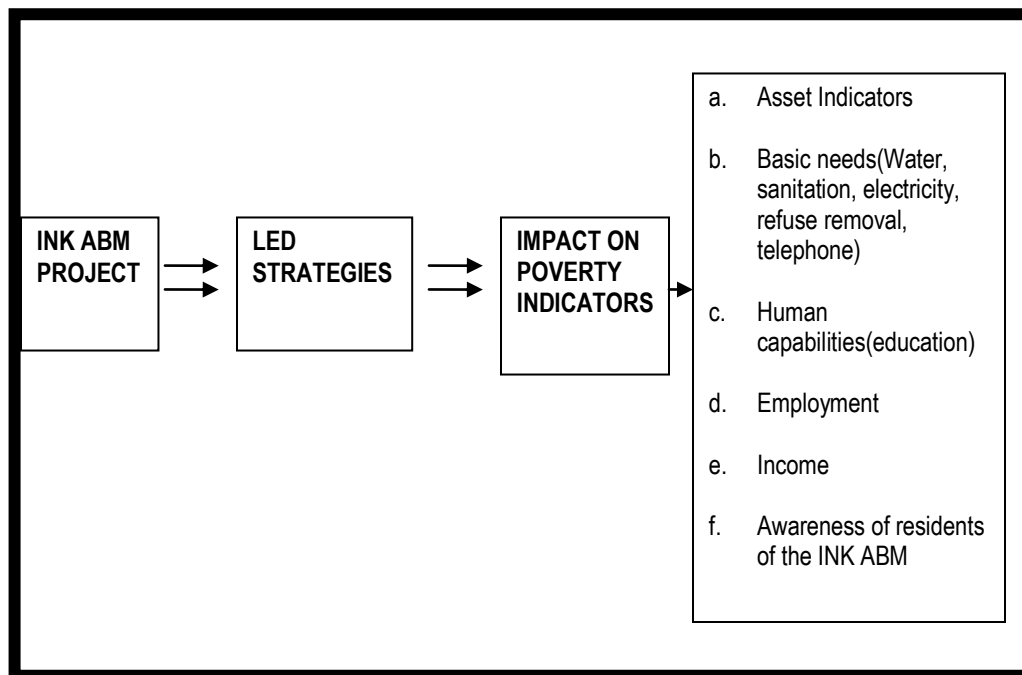 INK ABM
PROJECT
LED
STRATEGIES
IMPACT ON
POVERTY
INDICATORS
a. Asset Indicators
b. Basic needs(Water,
sanitation, electricity,
refuse removal,
telephone)
c. Human
capabilities(education)
d. Employment
e. Income
f. Awareness of residents
of the INK ABM